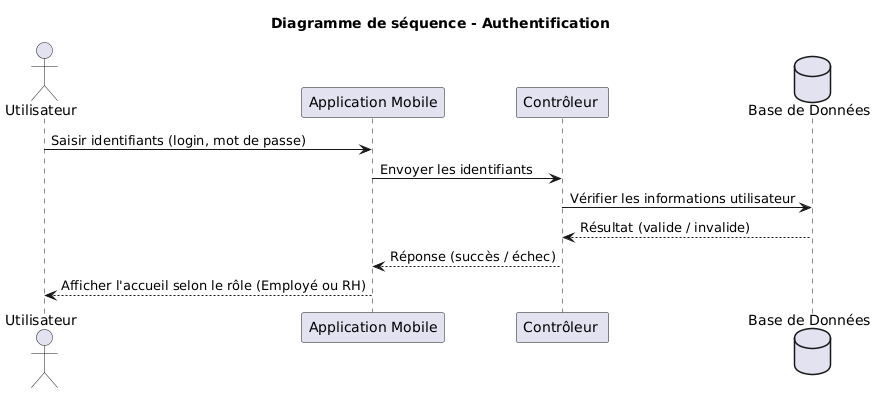 Diagramme de séquence - Authentification
Utilisateur
Application Mobile
Contrôleur
Base de Données
Saisir identifiants (login, mot de passe)
Envoyer les identifiants
Vérifier les informations utilisateur
Résultat (valide / invalide)
Réponse (succès / échec)
Afficher l'accueil selon le rôle (Employé ou RH)
Utilisateur
Application Mobile
Contrôleur
Base de Données